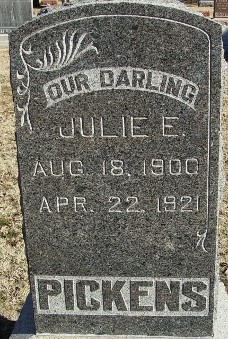 OUR DARLING
JULIE E.
AUG. 18, 1900
APR. 22, 1921
PICKENS